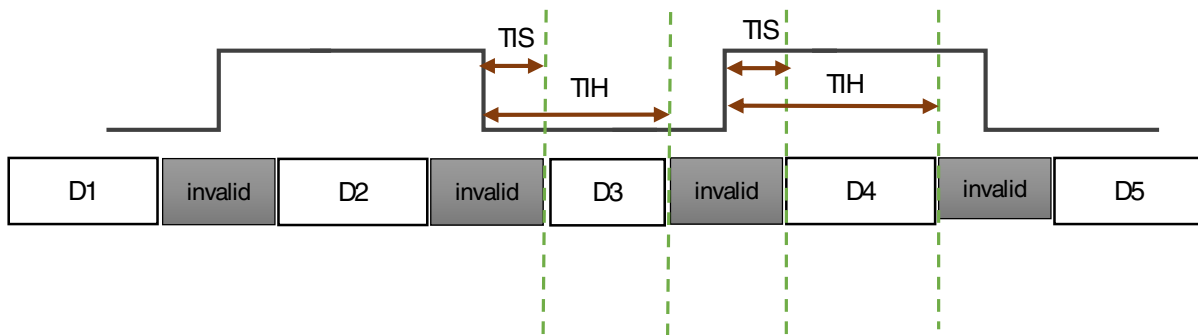 TIS
TIS
TIH
TIH
D1 invalid D2 invalid D3 invalid D4 invalid D5